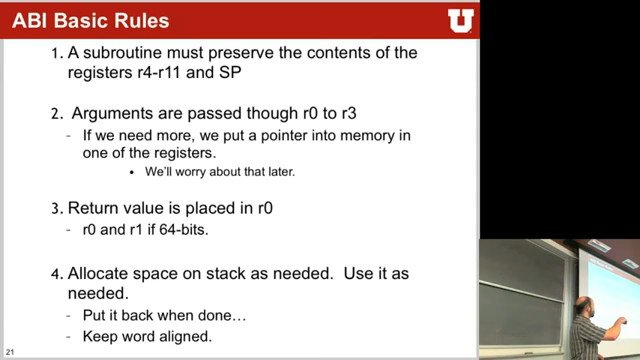 ABI Basic Rules
U
1. A subroutine must preserve the contents of the
registers r4-r11 and SP
2. Arguments are passed though r0 to r3
- If we need more, we put a pointer into memory in
one of the registers.
• We'll worry about that later.
3. Return value is placed in r0
- r0 and r1 if 64-bits.
4. Allocate space on stack as needed. Use it as
needed.
- Put it back when done…
- Keep word aligned.
21